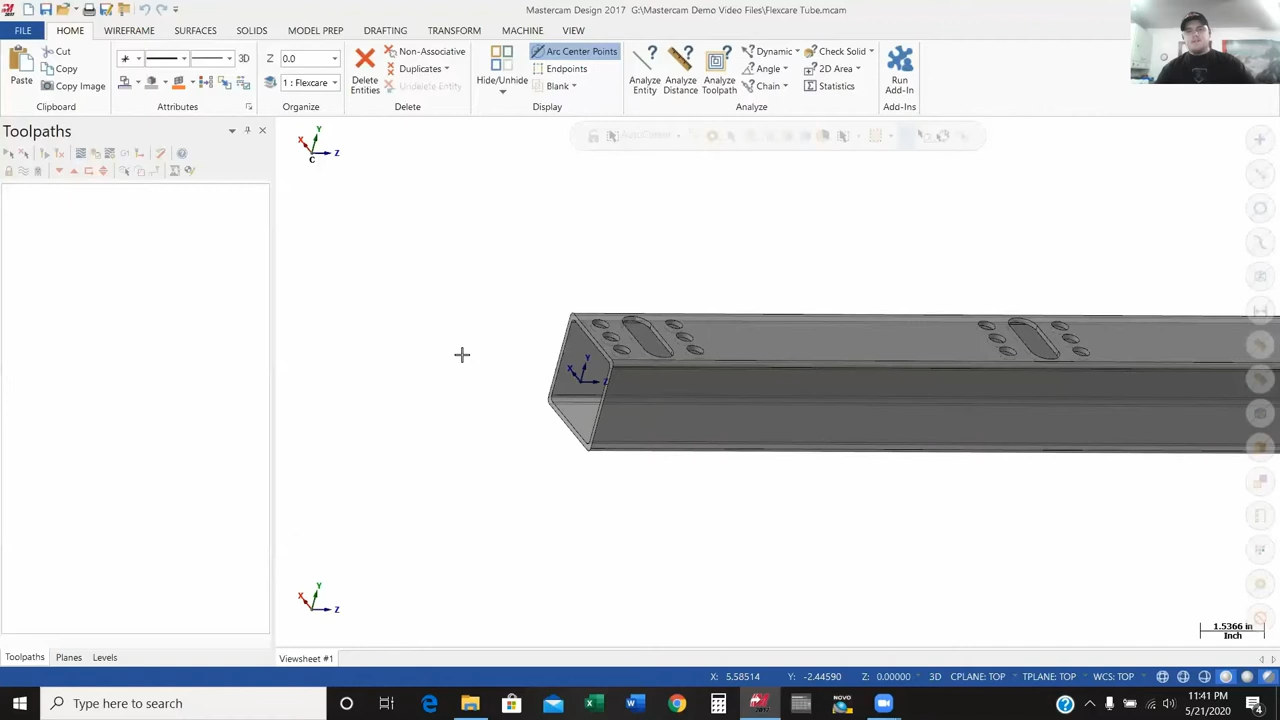 Mastercam Design 2017 G:\Mastercam Demo Video Files\Flexcare Tube.mcam
FILE HOME WIREFRAME SURFACES SOLIDS MODEL PREP DRAFTING TRANSFORM MACHINE VIEW
Paste
Cut
Copy
Copy Image
Clipboard
3D
Attributes
Z 0.0
1 : Flexcare
Organize
Delete
Entities
Non-Associative
Duplicates
Undelete Entity
Delete
Hide/Unhide
Arc Center Points
Endpoints
Blank
Display
Analyze
Entity
Analyze
Distance
Analyze
Toolpath
Dynamic
Angle
Chain
Check Solid
2D Area
Statistics
Analyze
Run
Add-In
Add-Ins
Toolpaths
AutoCursor
X Y Z
C
X Y Z
X Y Z
1.5366 in
Inch
Toolpaths Planes Levels
Viewsheet #1
X: 5.58514 Y: -2.44590 Z: 0.00000 3D CPLANE: TOP TPLANE: TOP WCS: TOP
Type here to search
2017
NOVO
11:41 PM
5/21/2020
4